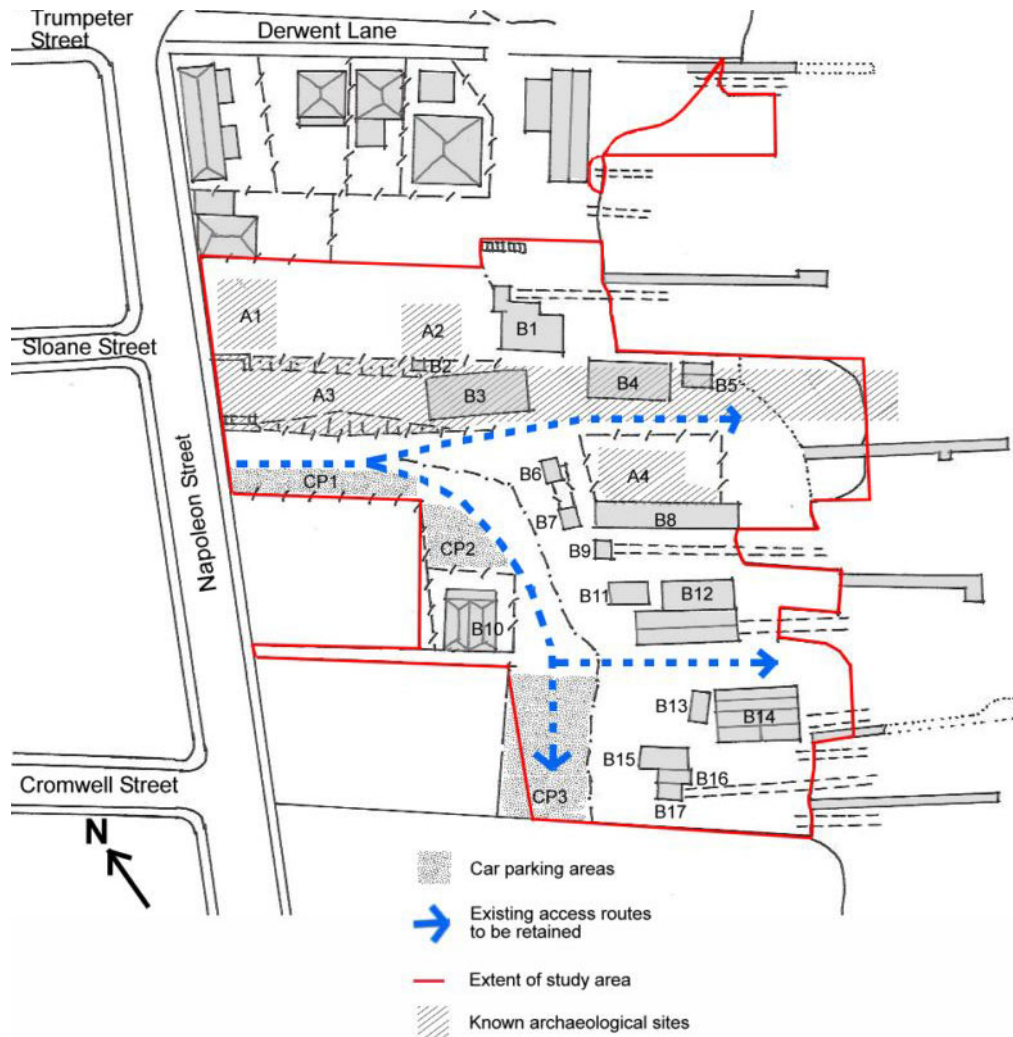 Trumpeter
Street
Derwent Lane
Sloane Street
Napoleon Street
Cromwell Street
N
A1
A2
B1
B2
A3
B3
B4
B5
CP1
B6
A4
B7
B8
CP2
B9
B10
B11
B12
B13
B14
B15
B16
B17
CP3
Car parking areas
Existing access routes
to be retained
Extent of study area
Known archaeological sites